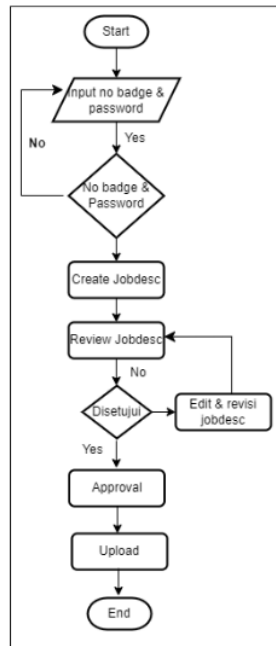 Start
Input no badge &
password
Yes
No
No badge &
Password
Create Jobdesc
Review Jobdesc
No
Disetujui
Edit & revisi
jobdesc
Yes
Approval
Upload
End